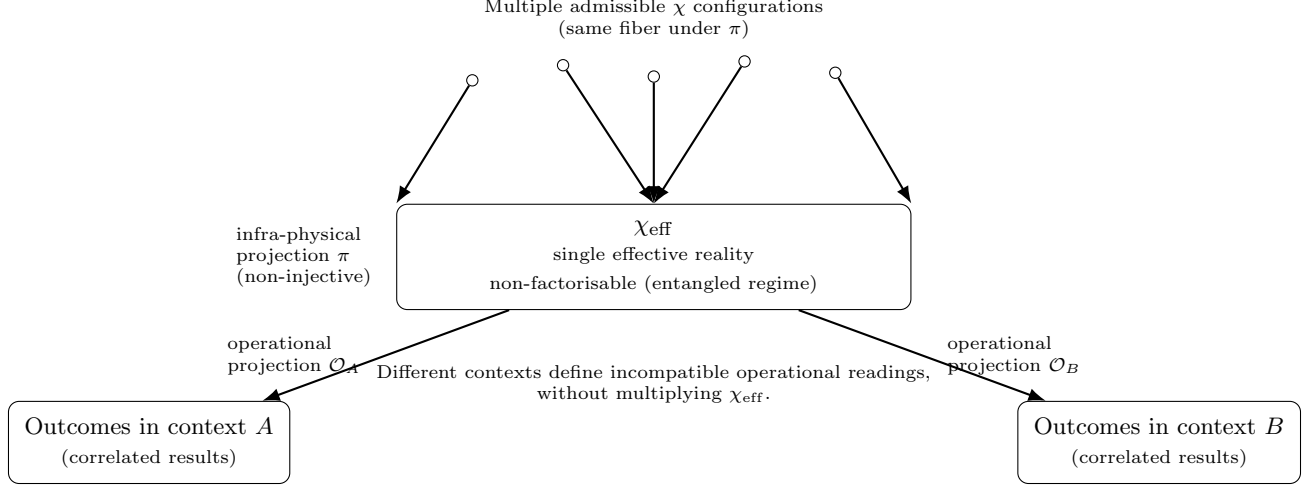 Multiple admissible χ configurations
(same fiber under π)
χeff
single effective reality
non-factorisable (entangled regime)
infra-physical
projection π
(non-injective)
operational
projection 𝒪A
operational
projection 𝒪B
Different contexts define incompatible operational readings,
without multiplying χeff.
Outcomes in context A
(correlated results)
Outcomes in context B
(correlated results)